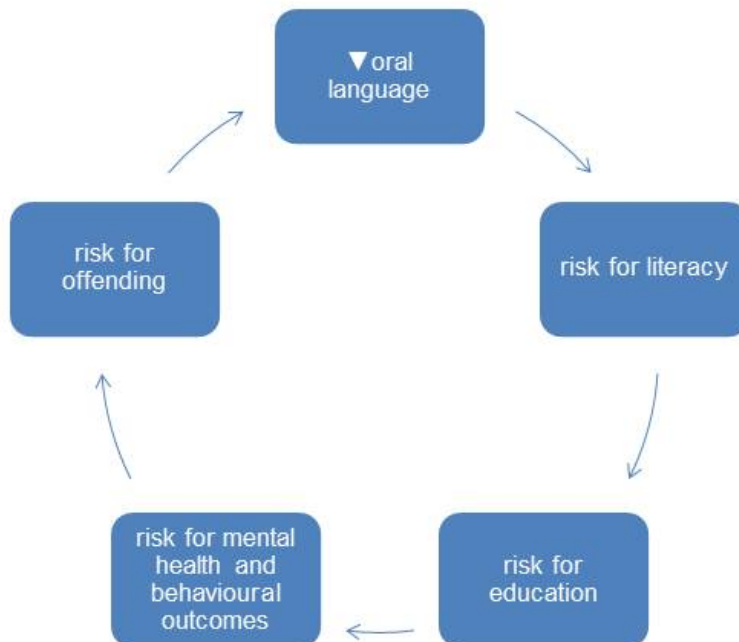 ▼oral
language
risk for literacy
risk for
education
risk for mental
health and
behavioural
outcomes
risk for
offending